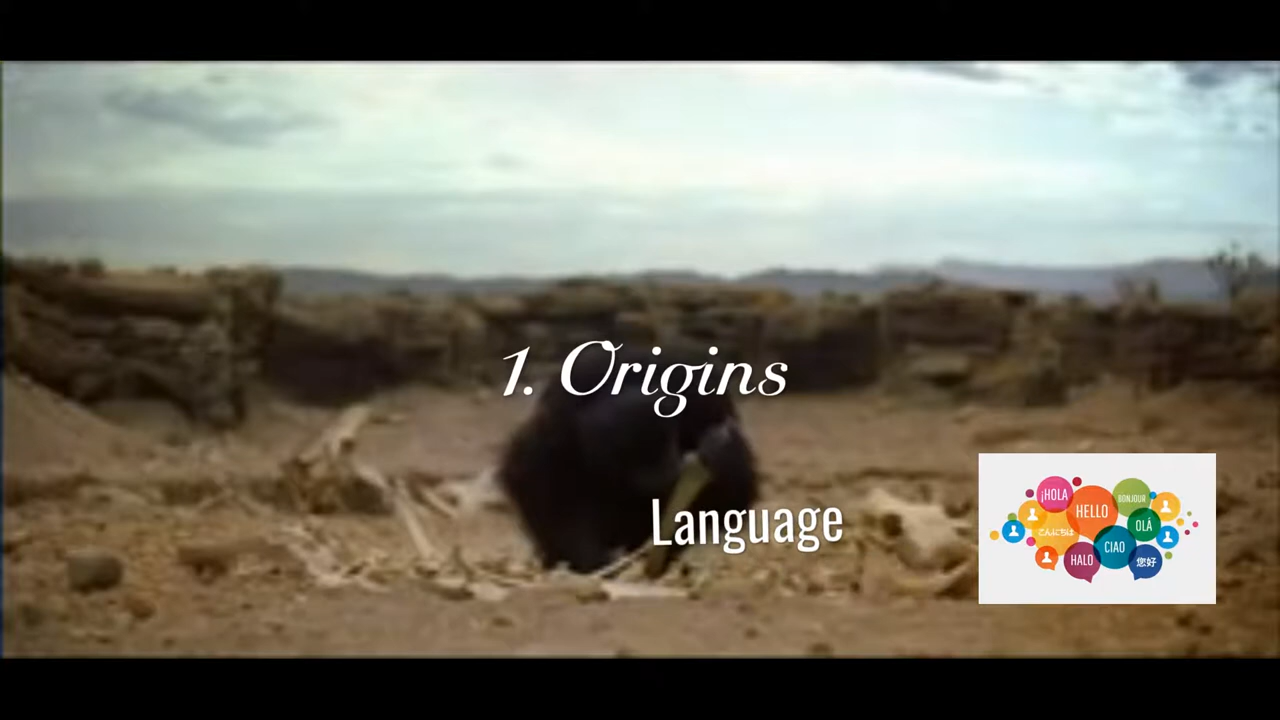 1. Origins
Language
¡HOLA
HELLO
BONJOUR
こんにちは
OLÁ
CIAO
HALO
您好